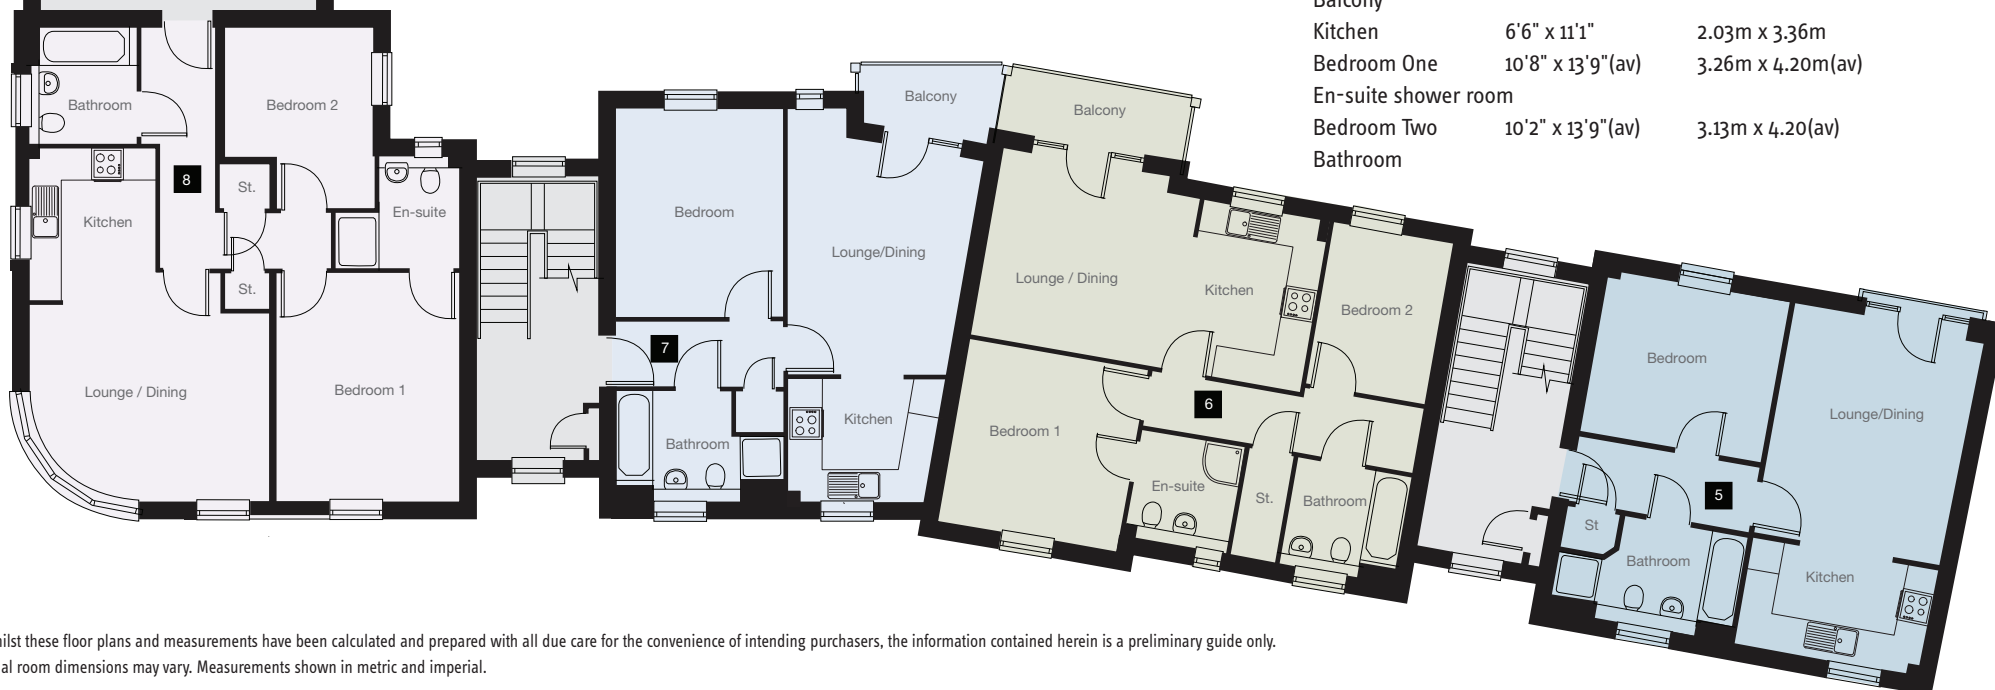 Balcony
Kitchen 6'6" x 11'1" 2.03m x 3.36m
Bedroom One 10'8" x 13'9"(av) 3.26m x 4.20m(av)
En-suite shower room
Bedroom Two 10'2" x 13'9"(av) 3.13m x 4.20(av)
Bathroom
Bathroom
Bedroom 2
8
St.
Kitchen
En-suite
St.
Lounge / Dining
Bedroom 1
Balcony
Bedroom
Lounge/Dining
7
Kitchen
Bathroom
Balcony
Lounge / Dining
Kitchen
Bedroom 2
6
Bedroom 1
En-suite
St.
Bathroom
Bedroom
Lounge/Dining
5
St
Bathroom
Kitchen
these floor plans and measurements have been calculated and prepared with all due care for the convenience of intending purchasers, the information contained herein is a preliminary guide only.
room dimensions may vary. Measurements shown in metric and imperial.